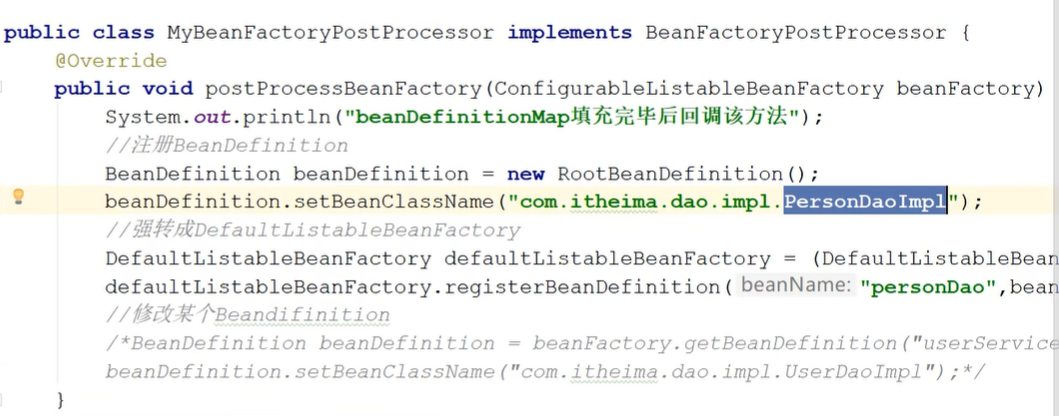 public class MyBeanFactoryPostProcessor implements BeanFactoryPostProcessor {
@Override
public void postProcessBeanFactory(ConfigurableListableBeanFactory beanFactory)
System.out.println("beanDefinitionMap填充完毕后回调该方法");
//注册BeanDefinition
BeanDefinition beanDefinition = new RootBeanDefinition();
beanDefinition.setBeanClassName("com.itheima.dao.impl.PersonDaoImpl");
//强转成DefaultListableBeanFactory
DefaultListableBeanFactory defaultListableBeanFactory = (DefaultListableBean
defaultListableBeanFactory.registerBeanDefinition( beanName: "personDao",bean
//修改某个Beandifinition
/*BeanDefinition beanDefinition = beanFactory.getBeanDefinition("userService
beanDefinition.setBeanClassName("com.itheima.dao.impl.UserDaoImpl");*/
}